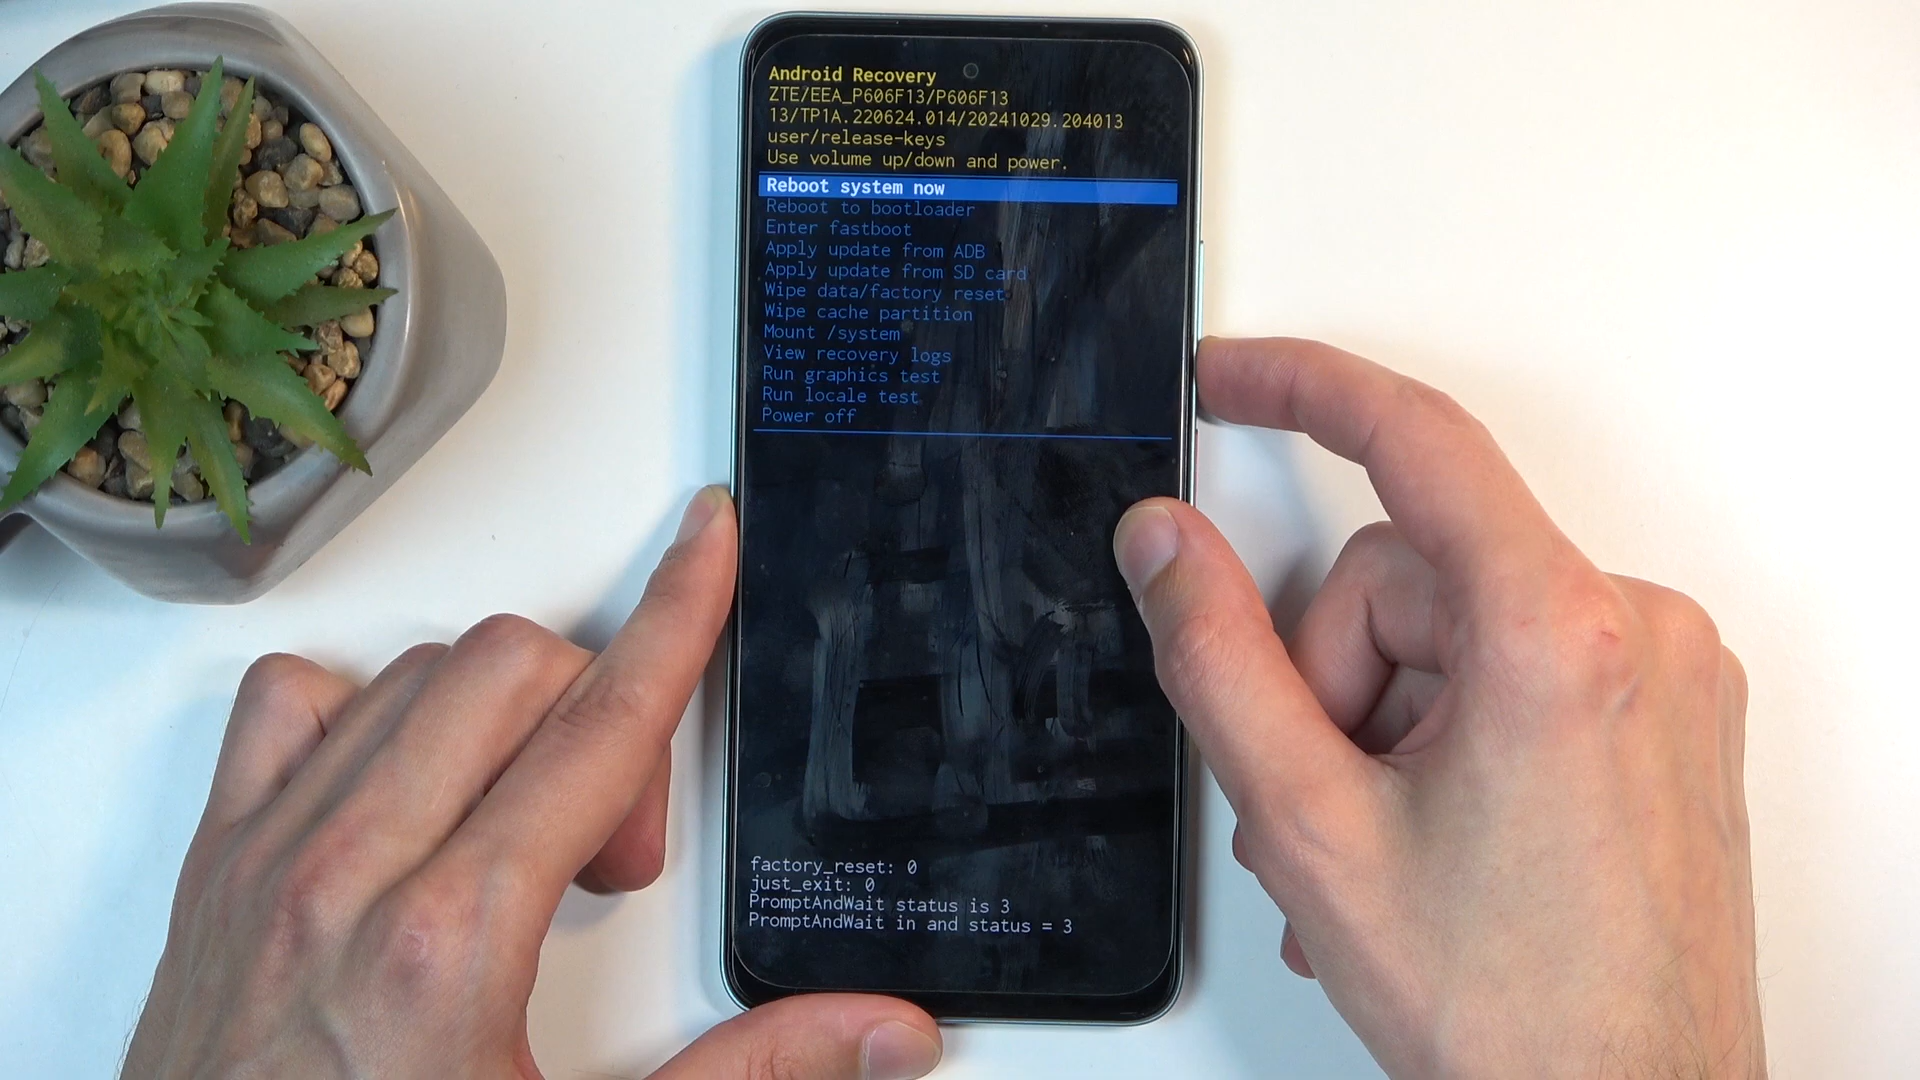 Android Recovery
ZTE/EEA_P606F13/P606F13
13/TP1A.220624.014/20241029.204013
user/release-keys
Use volume up/down and power.
Reboot system now
Reboot to bootloader
Enter fastboot
Apply update from ADB
Apply update from SD card
Wipe data/factory reset
Wipe cache partition
Mount /system
View recovery logs
Run graphics test
Run locale test
Power off
factory_reset: 0
just_exit: 0
PromptAndWait status is 3
PromptAndWait in and status = 3